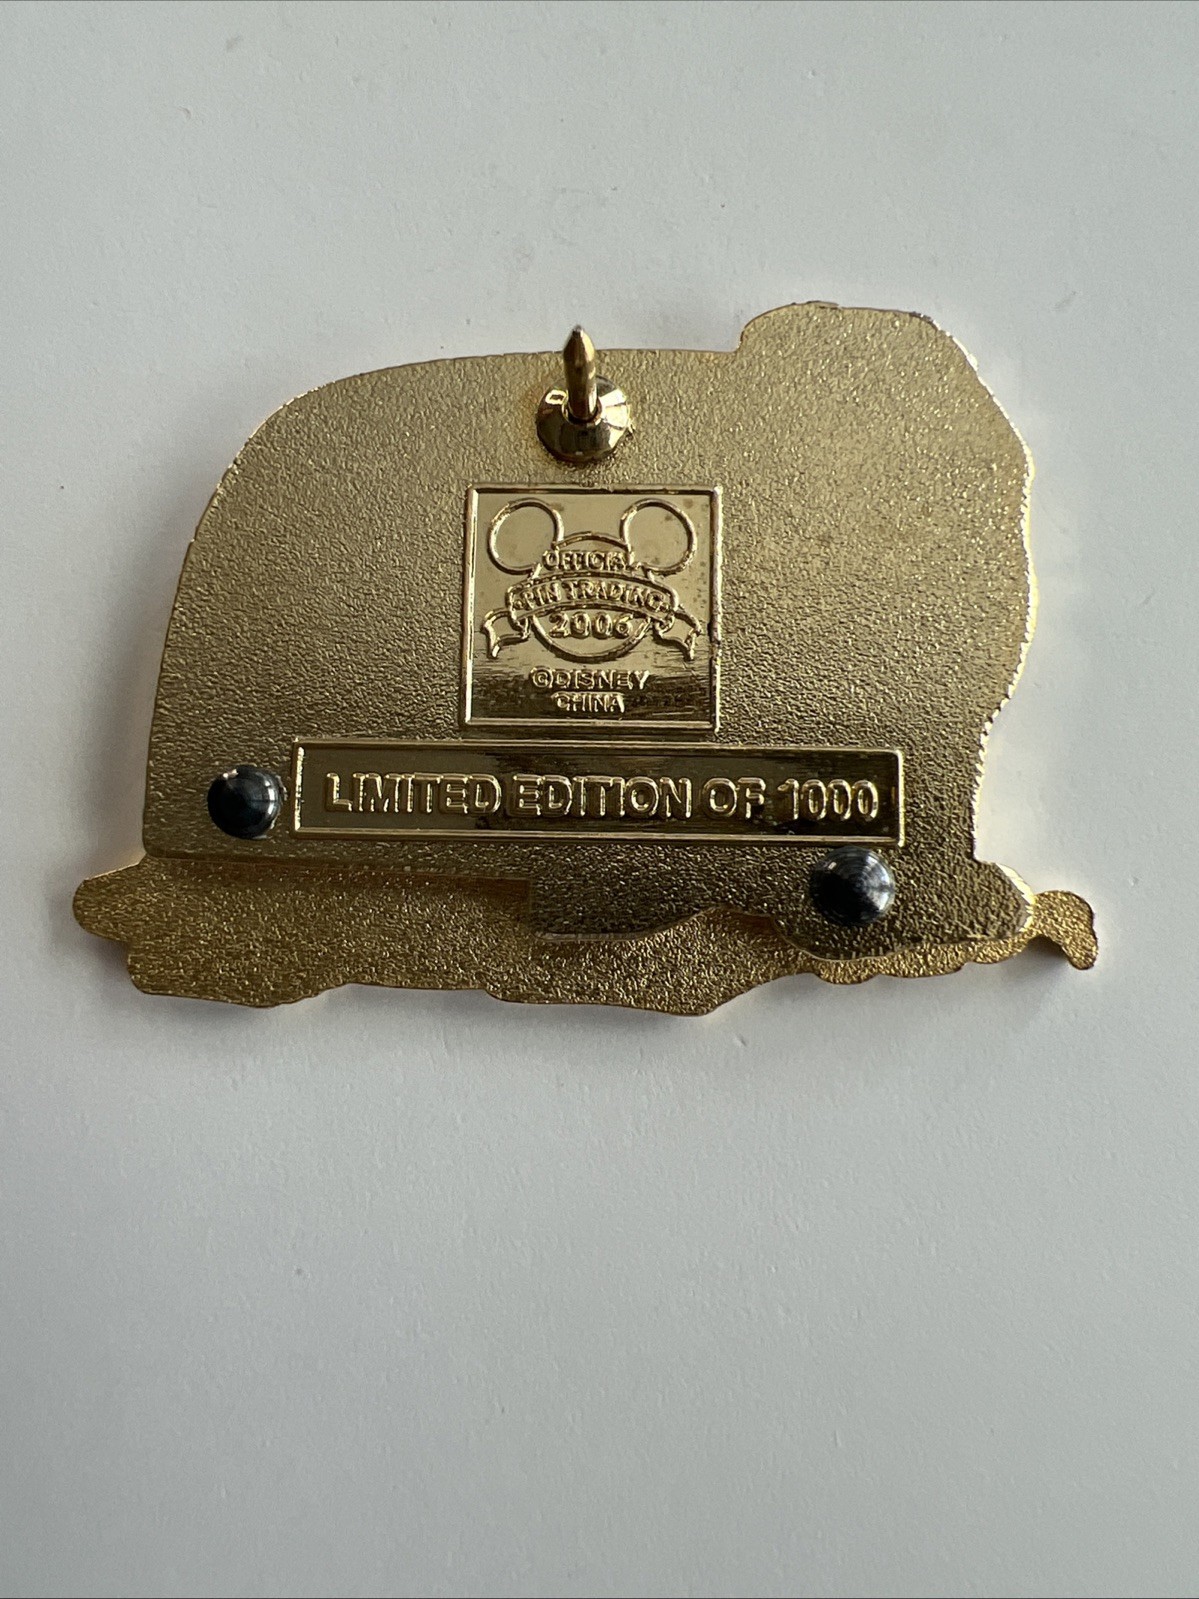 OFFICIAL
PIN TRADING
2006
©DISNEY
CHINA
LIMITED EDITION OF 1000